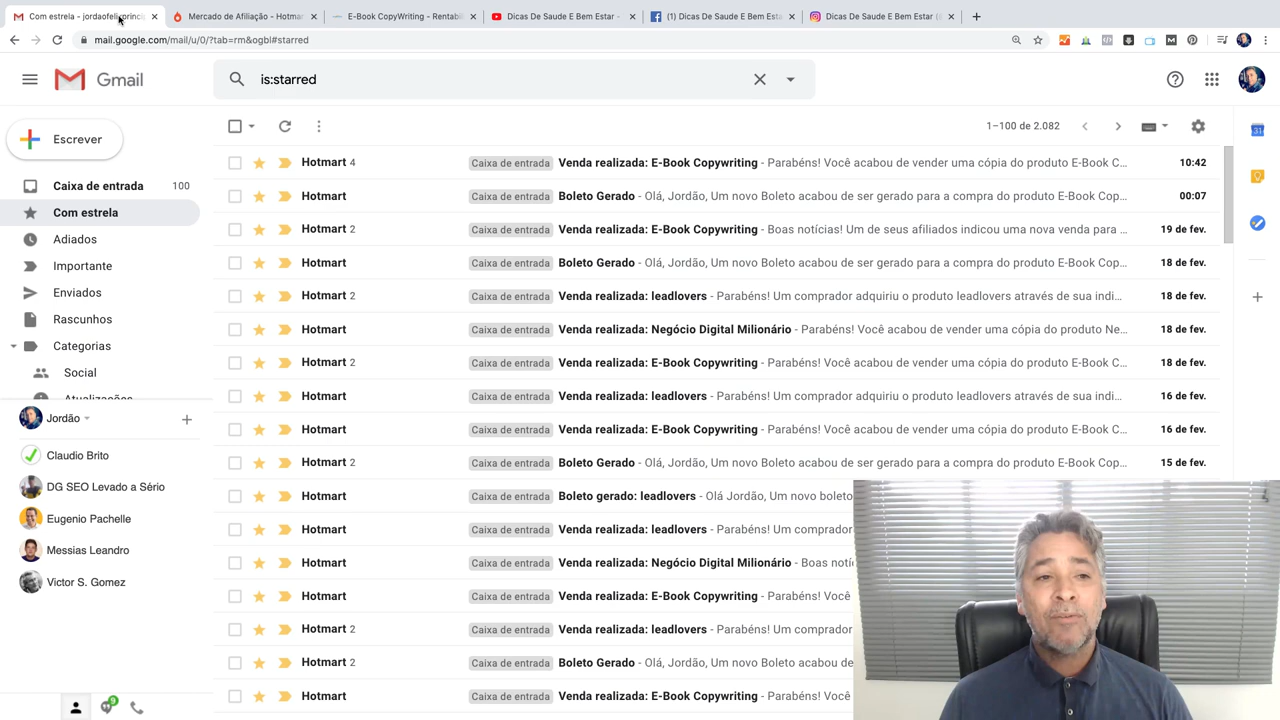 Com estrela - jordaofelixprinci
Mercado de Afiliação - Hotmar
E-Book CopyWriting - Rentabil
Dicas De Saude E Bem Estar -
(1) Dicas De Saude E Bem Esta
Dicas De Saude E Bem Estar (
mail.google.com/mail/u/0/?tab=rm&ogbl#starred
Gmail
is:starred
Escrever
1–100 de 2.082
Caixa de entrada 100
Com estrela
Adiados
Importante
Enviados
Rascunhos
Categorias
Social
Atualizações
Jordão
Claudio Brito
DG SEO Levado a Sério
Eugenio Pachelle
Messias Leandro
Victor S. Gomez
9
Hotmart 4 Caixa de entrada Venda realizada: E-Book Copywriting - Parabéns! Você acabou de vender uma cópia do produto E-Book C… 10:42
Hotmart Caixa de entrada Boleto Gerado - Olá, Jordão, Um novo Boleto acabou de ser gerado para a compra do produto E-Book Cop… 00:07
Hotmart 2 Caixa de entrada Venda realizada: E-Book Copywriting - Boas notícias! Um de seus afiliados indicou uma nova venda para … 19 de fev.
Hotmart Caixa de entrada Boleto Gerado - Olá, Jordão, Um novo Boleto acabou de ser gerado para a compra do produto E-Book Cop… 18 de fev.
Hotmart 2 Caixa de entrada Venda realizada: leadlovers - Parabéns! Um comprador adquiriu o produto leadlovers através de sua indi… 18 de fev.
Hotmart Caixa de entrada Venda realizada: Negócio Digital Milionário - Parabéns! Você acabou de vender uma cópia do produto Ne… 18 de fev.
Hotmart 2 Caixa de entrada Venda realizada: E-Book Copywriting - Parabéns! Você acabou de vender uma cópia do produto E-Book C… 18 de fev.
Hotmart Caixa de entrada Venda realizada: leadlovers - Parabéns! Um comprador adquiriu o produto leadlovers através de sua indi… 16 de fev.
Hotmart Caixa de entrada Venda realizada: E-Book Copywriting - Parabéns! Você acabou de vender uma cópia do produto E-Book C… 16 de fev.
Hotmart 2 Caixa de entrada Boleto Gerado - Olá, Jordão, Um novo Boleto acabou de ser gerado para a compra do produto E-Book Cop… 15 de fev.
Hotmart Caixa de entrada Boleto gerado: leadlovers - Olá Jordão, Um novo boleto
Hotmart Caixa de entrada Venda realizada: leadlovers - Parabéns! Um comprador
Hotmart Caixa de entrada Venda realizada: Negócio Digital Milionário - Boas notí
Hotmart Caixa de entrada Venda realizada: E-Book Copywriting - Parabéns! Você
Hotmart 2 Caixa de entrada Venda realizada: leadlovers - Parabéns! Um comprador
Hotmart 2 Caixa de entrada Boleto Gerado - Olá, Jordão, Um novo Boleto acabou de
Hotmart Caixa de entrada Venda realizada: E-Book Copywriting - Parabéns! Você